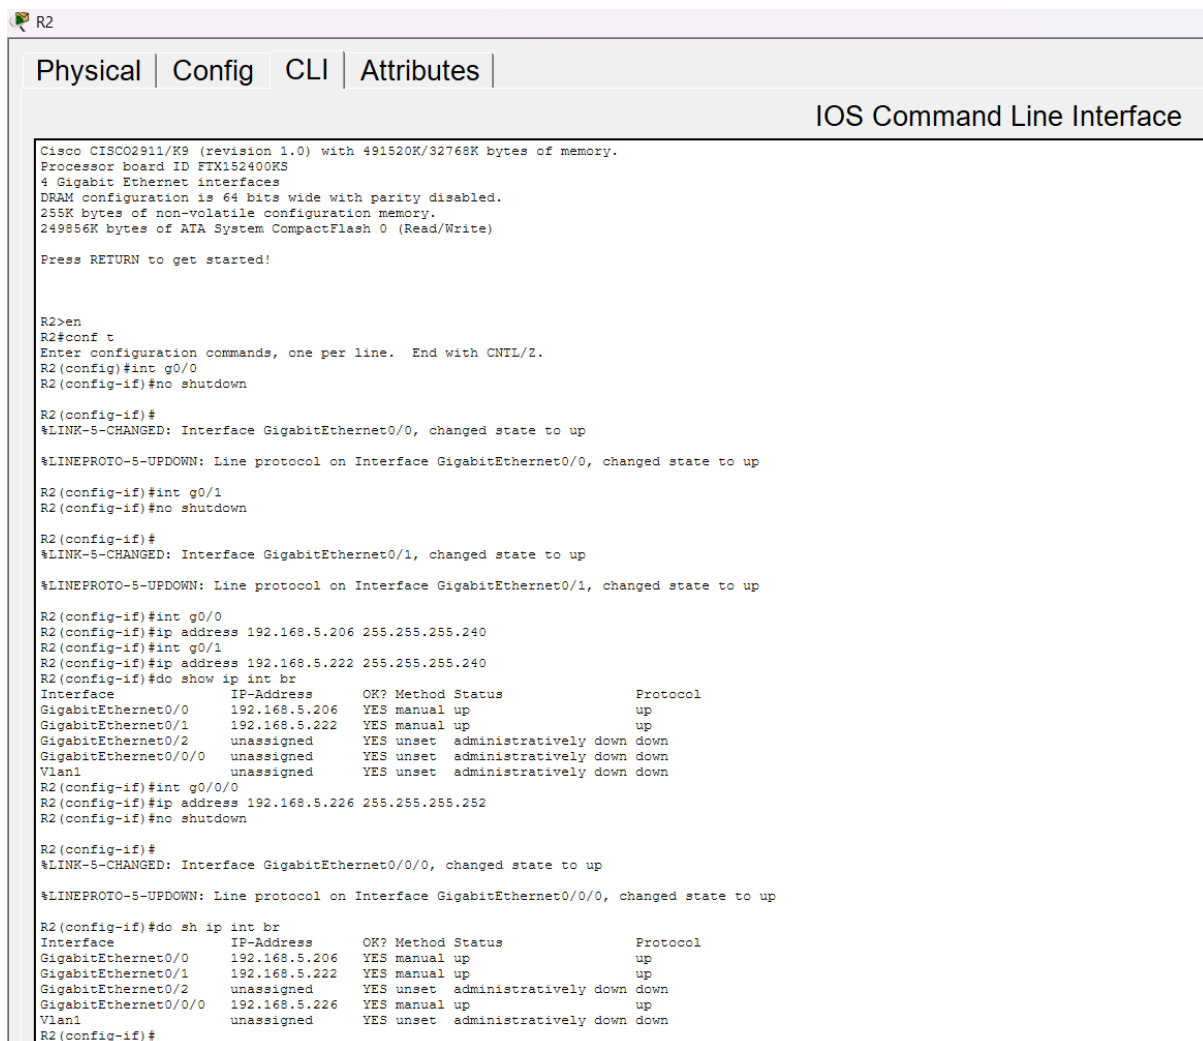 R2
Physical Config CLI Attributes
IOS Command Line Interface
Cisco CISCO2911/K9 (revision 1.0) with 491520K/32768K bytes of memory.
Processor board ID FTX152400KS
4 Gigabit Ethernet interfaces
DRAM configuration is 64 bits wide with parity disabled.
255K bytes of non-volatile configuration memory.
249856K bytes of ATA System CompactFlash 0 (Read/Write)
Press RETURN to get started!
R2>en
R2#conf t
Enter configuration commands, one per line.  End with CNTL/Z.
R2(config)#int g0/0
R2(config-if)#no shutdown
R2(config-if)#
%LINK-5-CHANGED: Interface GigabitEthernet0/0, changed state to up
%LINEPROTO-5-UPDOWN: Line protocol on Interface GigabitEthernet0/0, changed state to up
R2(config-if)#int g0/1
R2(config-if)#no shutdown
R2(config-if)#
%LINK-5-CHANGED: Interface GigabitEthernet0/1, changed state to up
%LINEPROTO-5-UPDOWN: Line protocol on Interface GigabitEthernet0/1, changed state to up
R2(config-if)#int g0/0
R2(config-if)#ip address 192.168.5.206 255.255.255.240
R2(config-if)#int g0/1
R2(config-if)#ip address 192.168.5.222 255.255.255.240
R2(config-if)#do show ip int br
Interface              IP-Address      OK? Method Status                Protocol
GigabitEthernet0/0     192.168.5.206   YES manual up                    up
GigabitEthernet0/1     192.168.5.222   YES manual up                    up
GigabitEthernet0/2     unassigned      YES unset  administratively down down
GigabitEthernet0/0/0   unassigned      YES unset  administratively down down
Vlan1                  unassigned      YES unset  administratively down down
R2(config-if)#int g0/0/0
R2(config-if)#ip address 192.168.5.226 255.255.255.252
R2(config-if)#no shutdown
R2(config-if)#
%LINK-5-CHANGED: Interface GigabitEthernet0/0/0, changed state to up
%LINEPROTO-5-UPDOWN: Line protocol on Interface GigabitEthernet0/0/0, changed state to up
R2(config-if)#do sh ip int br
Interface              IP-Address      OK? Method Status                Protocol
GigabitEthernet0/0     192.168.5.206   YES manual up                    up
GigabitEthernet0/1     192.168.5.222   YES manual up                    up
GigabitEthernet0/2     unassigned      YES unset  administratively down down
GigabitEthernet0/0/0   192.168.5.226   YES manual up                    up
Vlan1                  unassigned      YES unset  administratively down down
R2(config-if)#